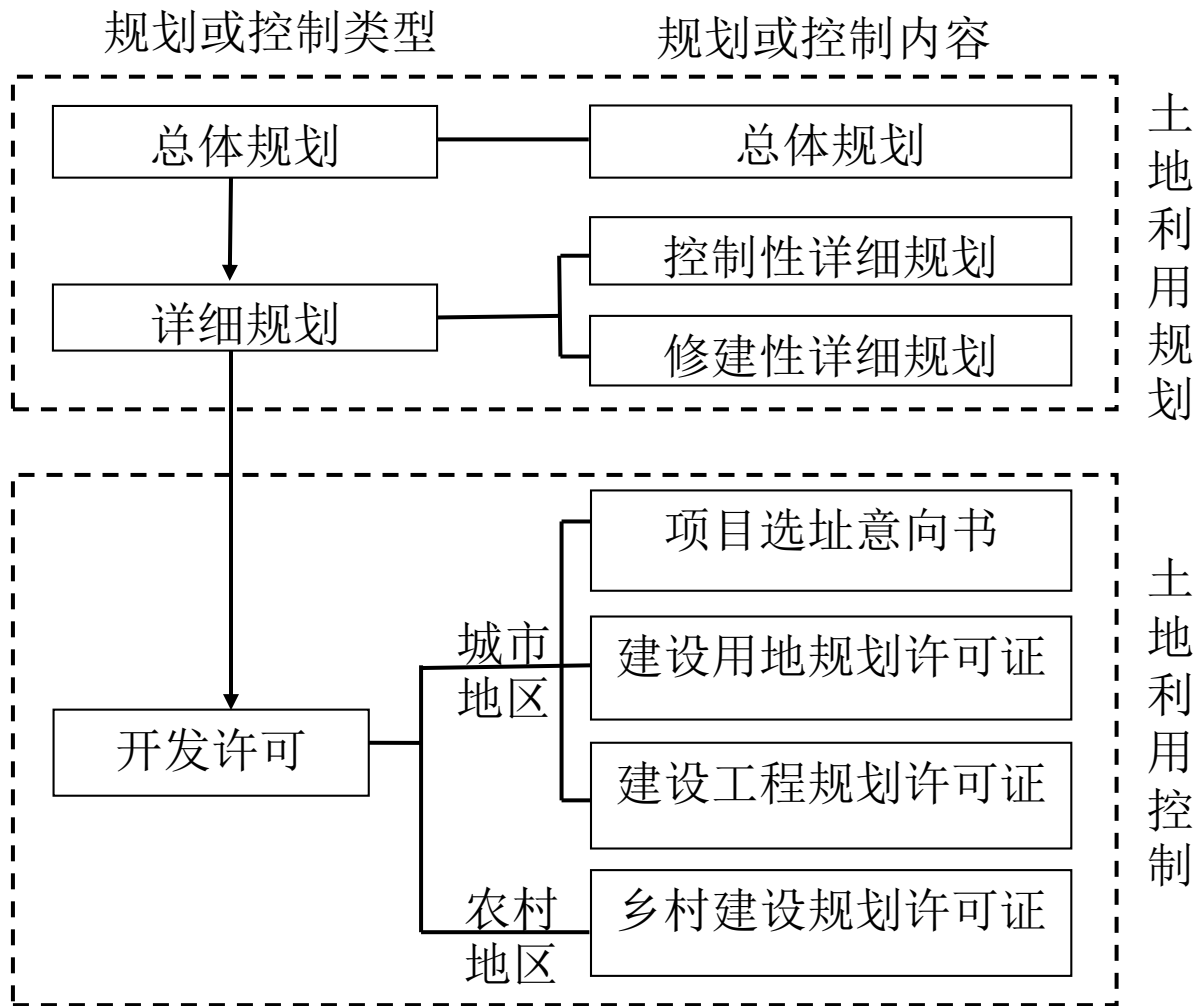 规划或控制类型
规划或控制内容
总体规划
总体规划
控制性详细规划
详细规划
修建性详细规划
土地利用规划
项目选址意向书
城市
地区
建设用地规划许可证
开发许可
建设工程规划许可证
农村
地区
乡村建设规划许可证
土地利用控制